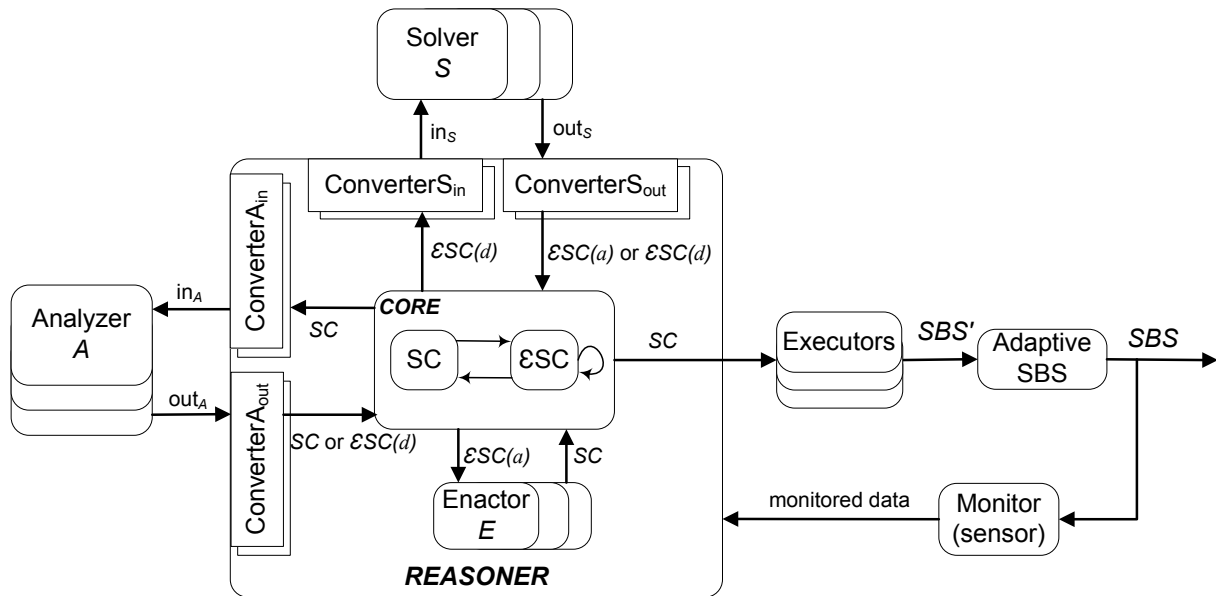 Solver
S
in_S
out_S
ConverterS_in
ConverterS_out
ConverterA_in
ƐSC(d)
ƐSC(a) or ƐSC(d)
in_A
Analyzer
A
SC
CORE
SC
ƐSC
SC
Executors
SBS'
Adaptive
SBS
SBS
out_A
ConverterA_out
SC or ƐSC(d)
ƐSC(a)
SC
Enactor
E
monitored data
Monitor
(sensor)
REASONER